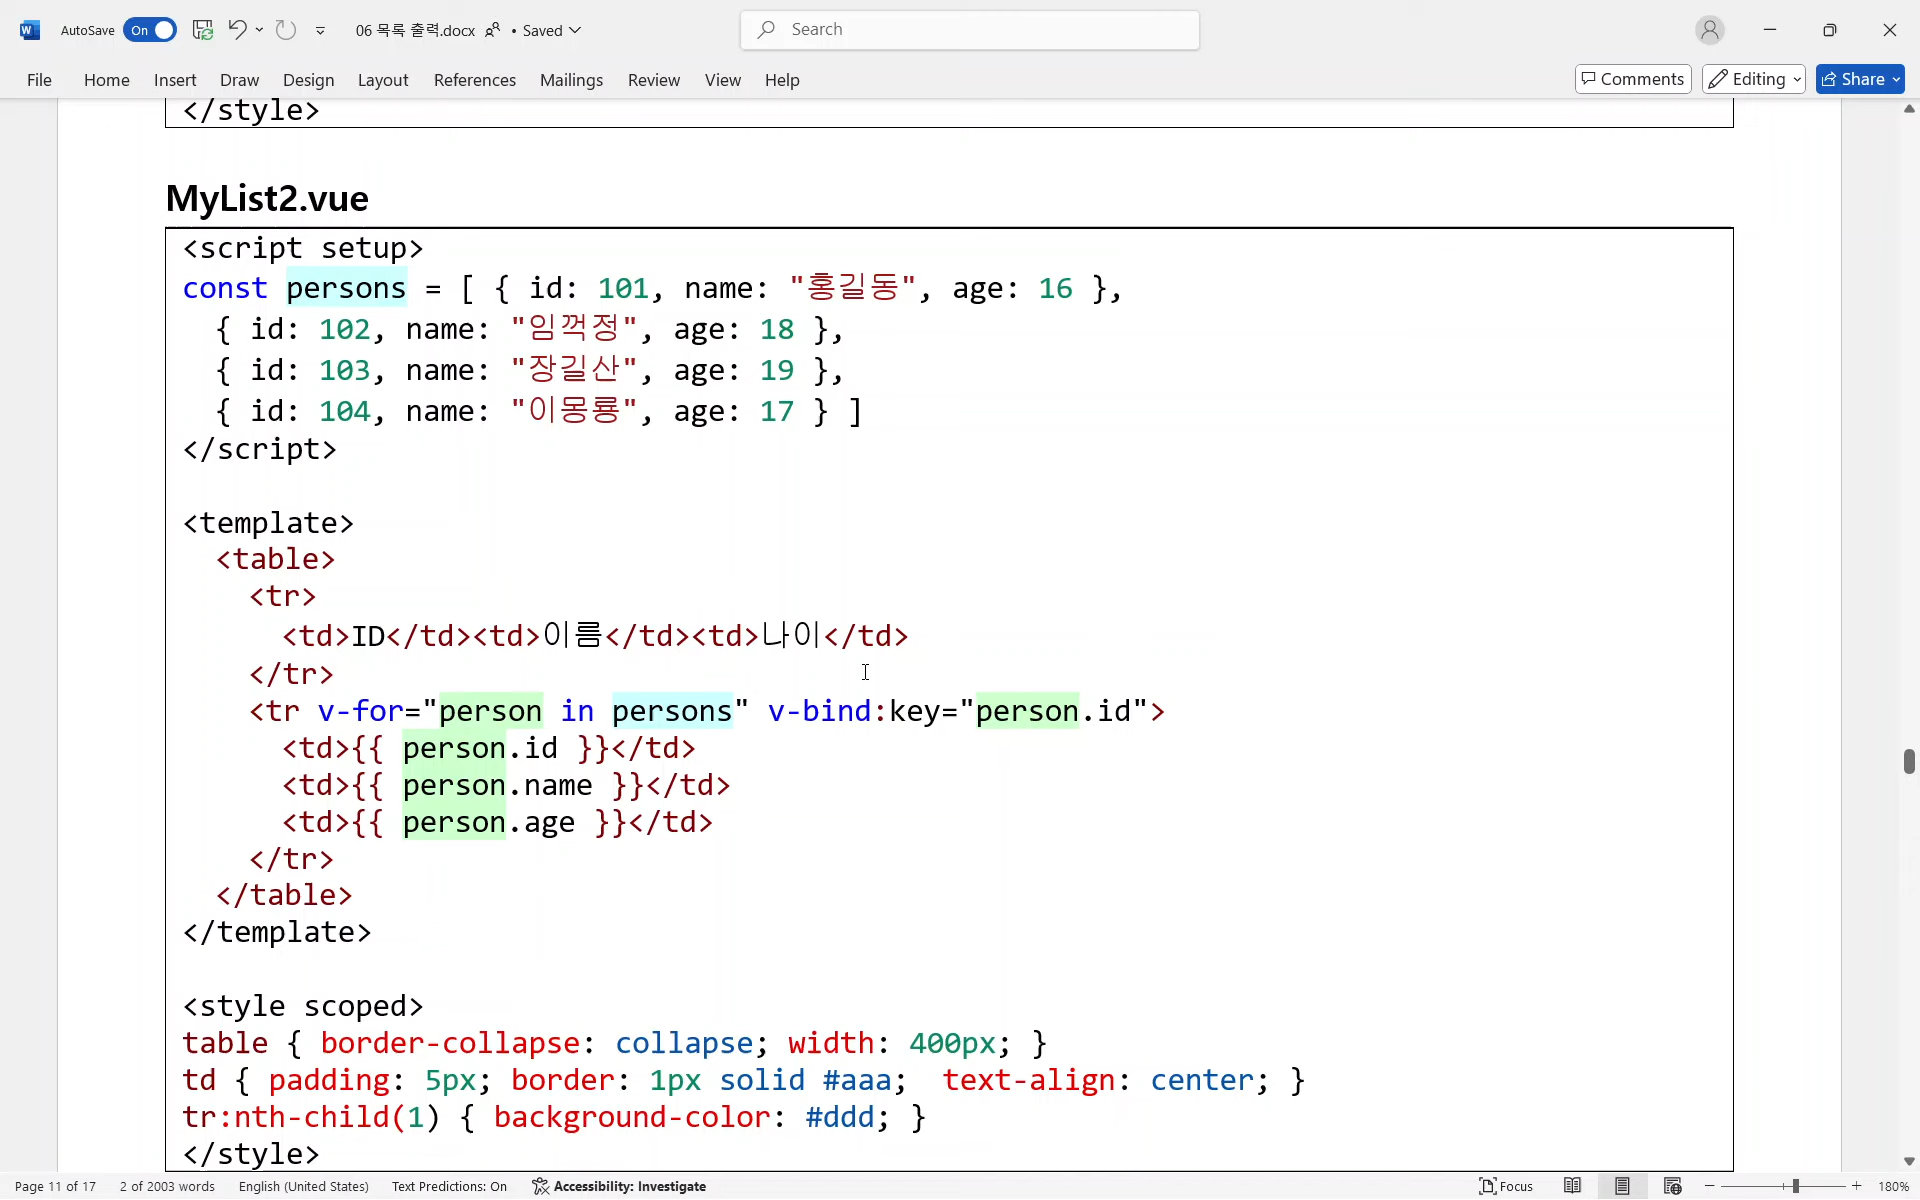 AutoSave On 06 목록 출력.docx • Saved Search
File Home Insert Draw Design Layout References Mailings Review View Help Comments Editing Share
</style>
MyList2.vue
<script setup>
const persons = [ { id: 101, name: "홍길동", age: 16 },
  { id: 102, name: "임꺽정", age: 18 },
  { id: 103, name: "장길산", age: 19 },
  { id: 104, name: "이몽룡", age: 17 } ]
</script>
<template>
  <table>
    <tr>
      <td>ID</td><td>이름</td><td>나이</td>
    </tr>
    <tr v-for="person in persons" v-bind:key="person.id">
      <td>{{ person.id }}</td>
      <td>{{ person.name }}</td>
      <td>{{ person.age }}</td>
    </tr>
  </table>
</template>
<style scoped>
table { border-collapse: collapse; width: 400px; }
td { padding: 5px; border: 1px solid #aaa;  text-align: center; }
tr:nth-child(1) { background-color: #ddd; }
</style>
Page 11 of 17 2 of 2003 words English (United States) Text Predictions: On Accessibility: Investigate Focus 180%